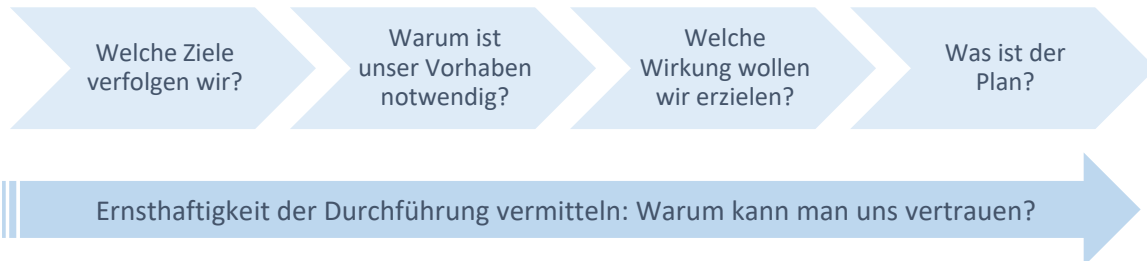 Welche Ziele
verfolgen wir?
Warum ist
unser Vorhaben
notwendig?
Welche
Wirkung wollen
wir erzielen?
Was ist der
Plan?
Ernsthaftigkeit der Durchführung vermitteln: Warum kann man uns vertrauen?